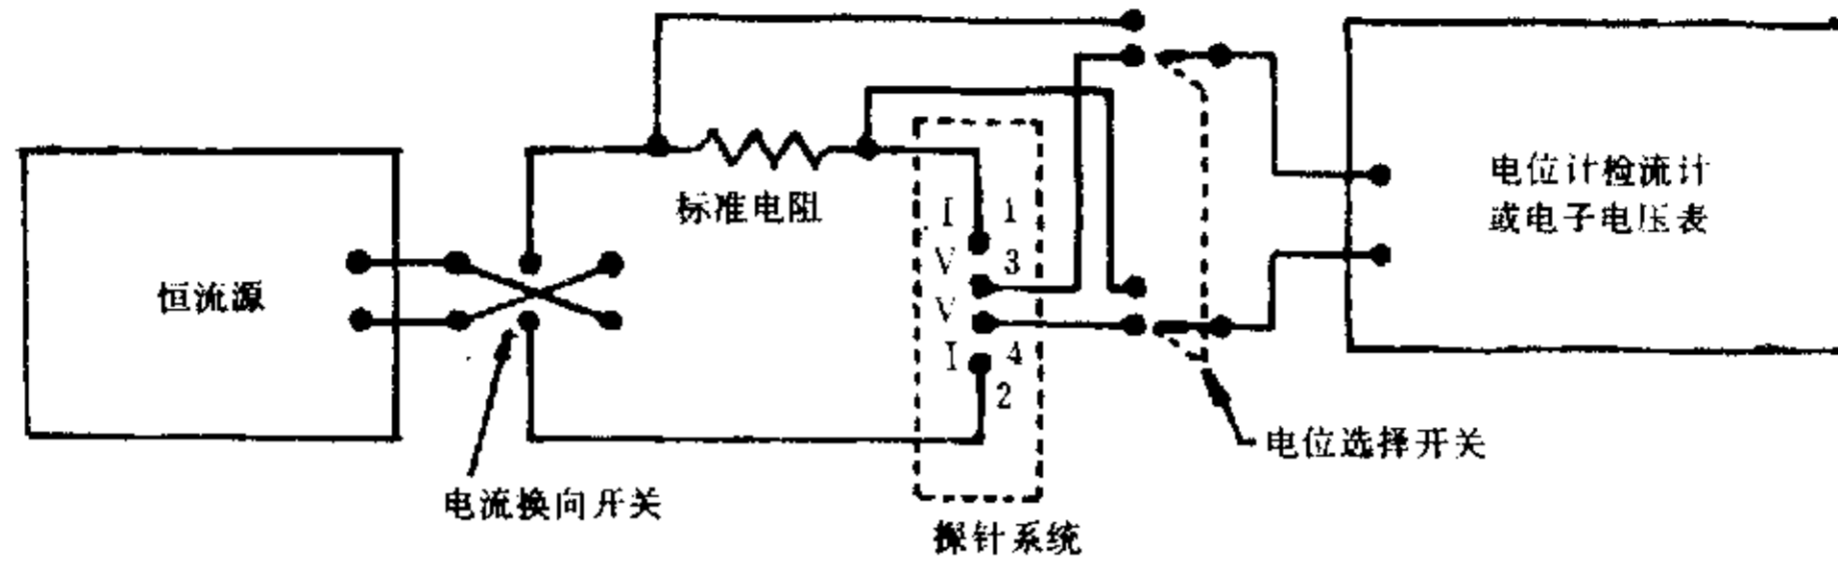 电位计检流计
或电子电压表
标准电阻
I 1
V 3
V
I 4
2
恒流源
电位选择开关
电流换向开关
探针系统